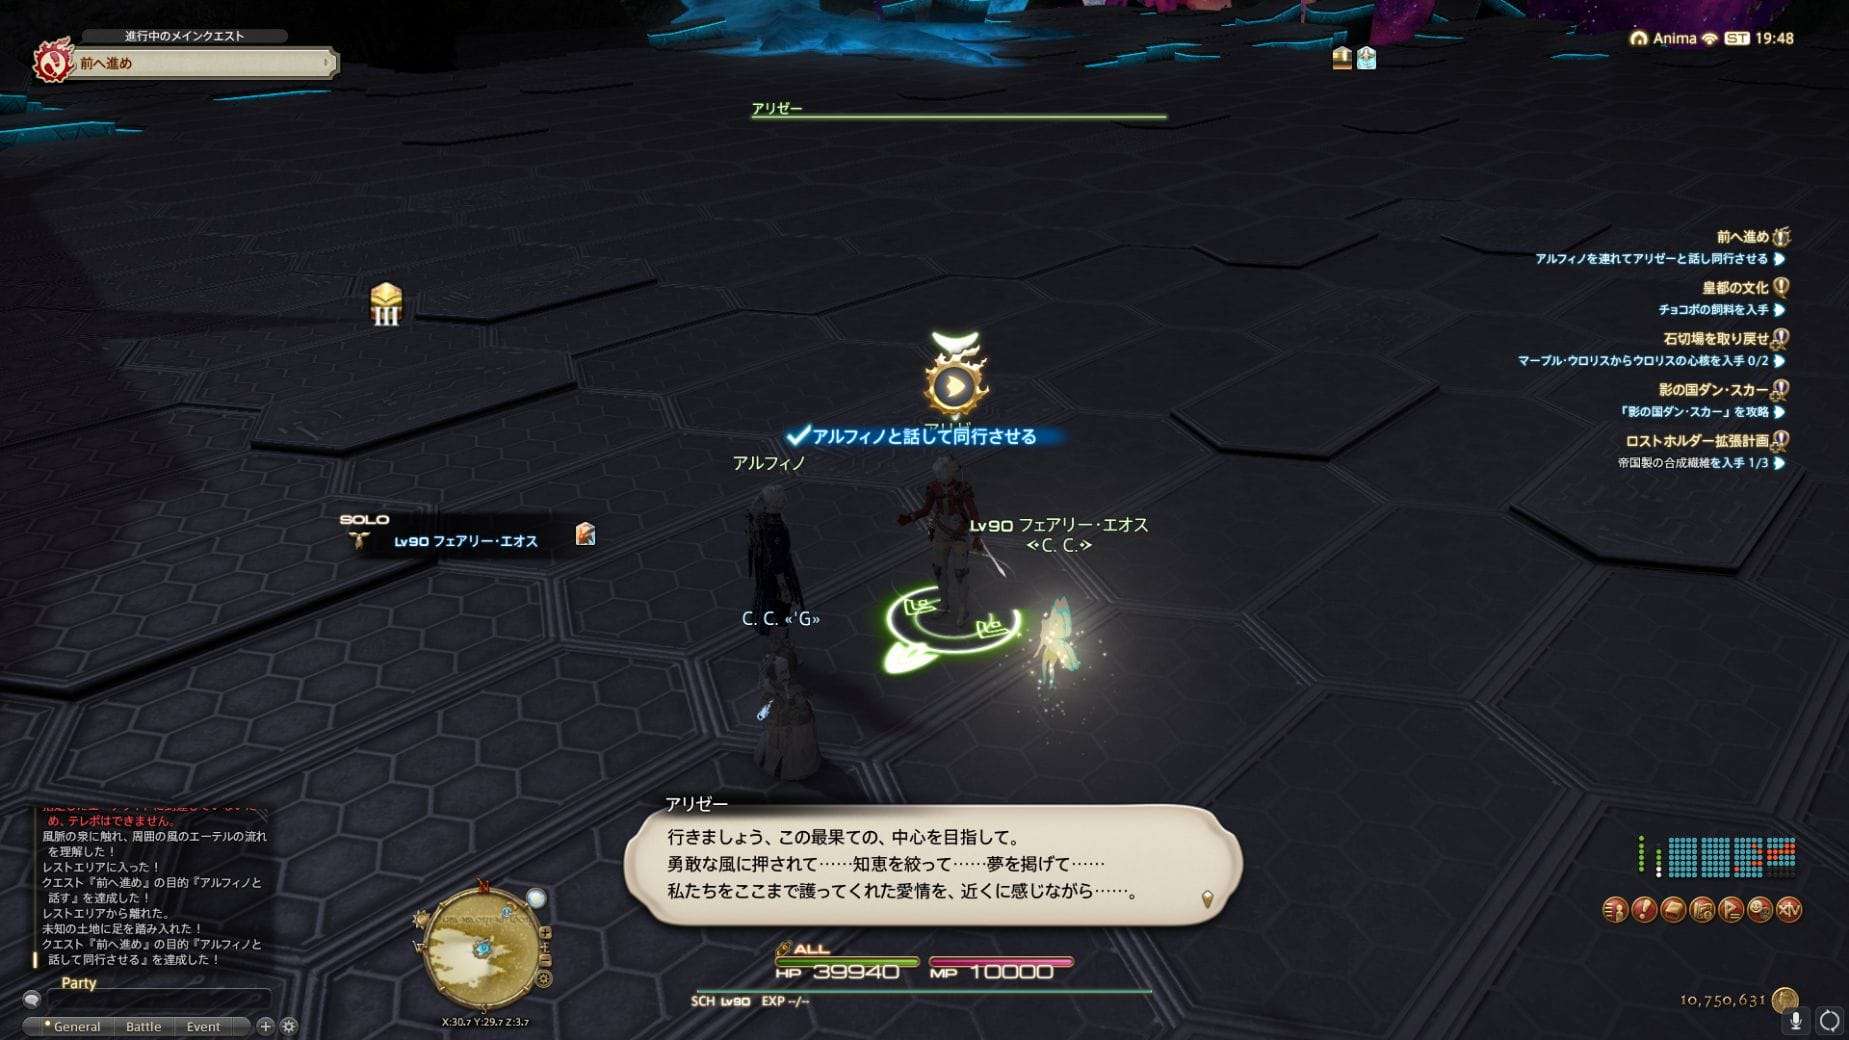 進行中のメインクエスト
前へ進め
Anima ST 19:48
アリゼー
前へ進め
アルフィノを連れてアリゼーと話し同行させる
皇都の文化
チョコボの飼料を入手
石切場を取り戻せ
マーブル・ウロリスからウロリスの心核を入手 0/2
影の国ダン・スカー
『影の国ダン・スカー』を攻略
ロストホルダー拡張計画
帝国製の合成繊維を入手 1/3
III
アルフィノと話して同行させる
アルフィノ
SOLO
Lv90 フェアリー・エオス
Lv90 フェアリー・エオス
C. C.
C. C. «'G»
アリゼー
行きましょう、この最果ての、中心を目指して。
勇敢な風に押されて……知恵を絞って……夢を掲げて……
私たちをここまで護ってくれた愛情を、近くに感じながら……。
め、テレポはできません。
風脈の泉に触れ、周囲の風のエーテルの流れ
を理解した！
レストエリアに入った！
クエスト『前へ進め』の目的『アルフィノと
話す』を達成した！
レストエリアから離れた。
未知の土地に足を踏み入れた！
クエスト『前へ進め』の目的『アルフィノと
話して同行させる』を達成した！
Party
General Battle Event
N
X:30.7 Y:29.7 Z:3.7
ALL
HP 39940 MP 10000
SCH Lv90 EXP --/--
XIV
10,750,631